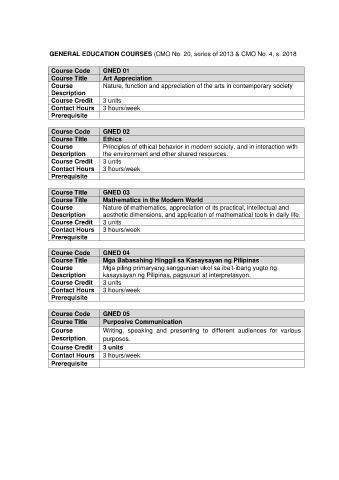 GENERAL EDUCATION COURSES (CMO No. 20, series of 2013 & CMO No. 4, s. 2018
Course Code GNED 01
Course Title Art Appreciation
Course Nature, function and appreciation of the arts in contemporary society
Description
Course Credit 3 units
Contact Hours 3 hours/week
Prerequisite
Course Code GNED 02
Course Title Ethics
Course Principles of ethical behavior in modern society, and in interaction with
Description the environment and other shared resources.
Course Credit 3 units
Contact Hours 3 hours/week
Prerequisite
Course Title GNED 03
Course Title Mathematics in the Modern World
Course Nature of mathematics, appreciation of its practical, intellectual and
Description aesthetic dimensions, and application of mathematical tools in daily life.
Course Credit 3 units
Contact Hours 3 hours/week
Prerequisite
Course Code GNED 04
Course Title Mga Babasahing Hinggil sa Kasaysayan ng Pilipinas
Course Mga piling primaryang sanggunian ukol sa iba't-ibang yugto ng
Description kasaysayan ng Pilipinas, pagsusuri at interpretasyon.
Course Credit 3 units
Contact Hours 3 hours/week
Prerequisite
Course Code GNED 05
Course Title Purposive Communication
Course Writing, speaking and presenting to different audiences for various
Description purposes.
Course Credit 3 units
Contact Hours 3 hours/week
Prerequisite